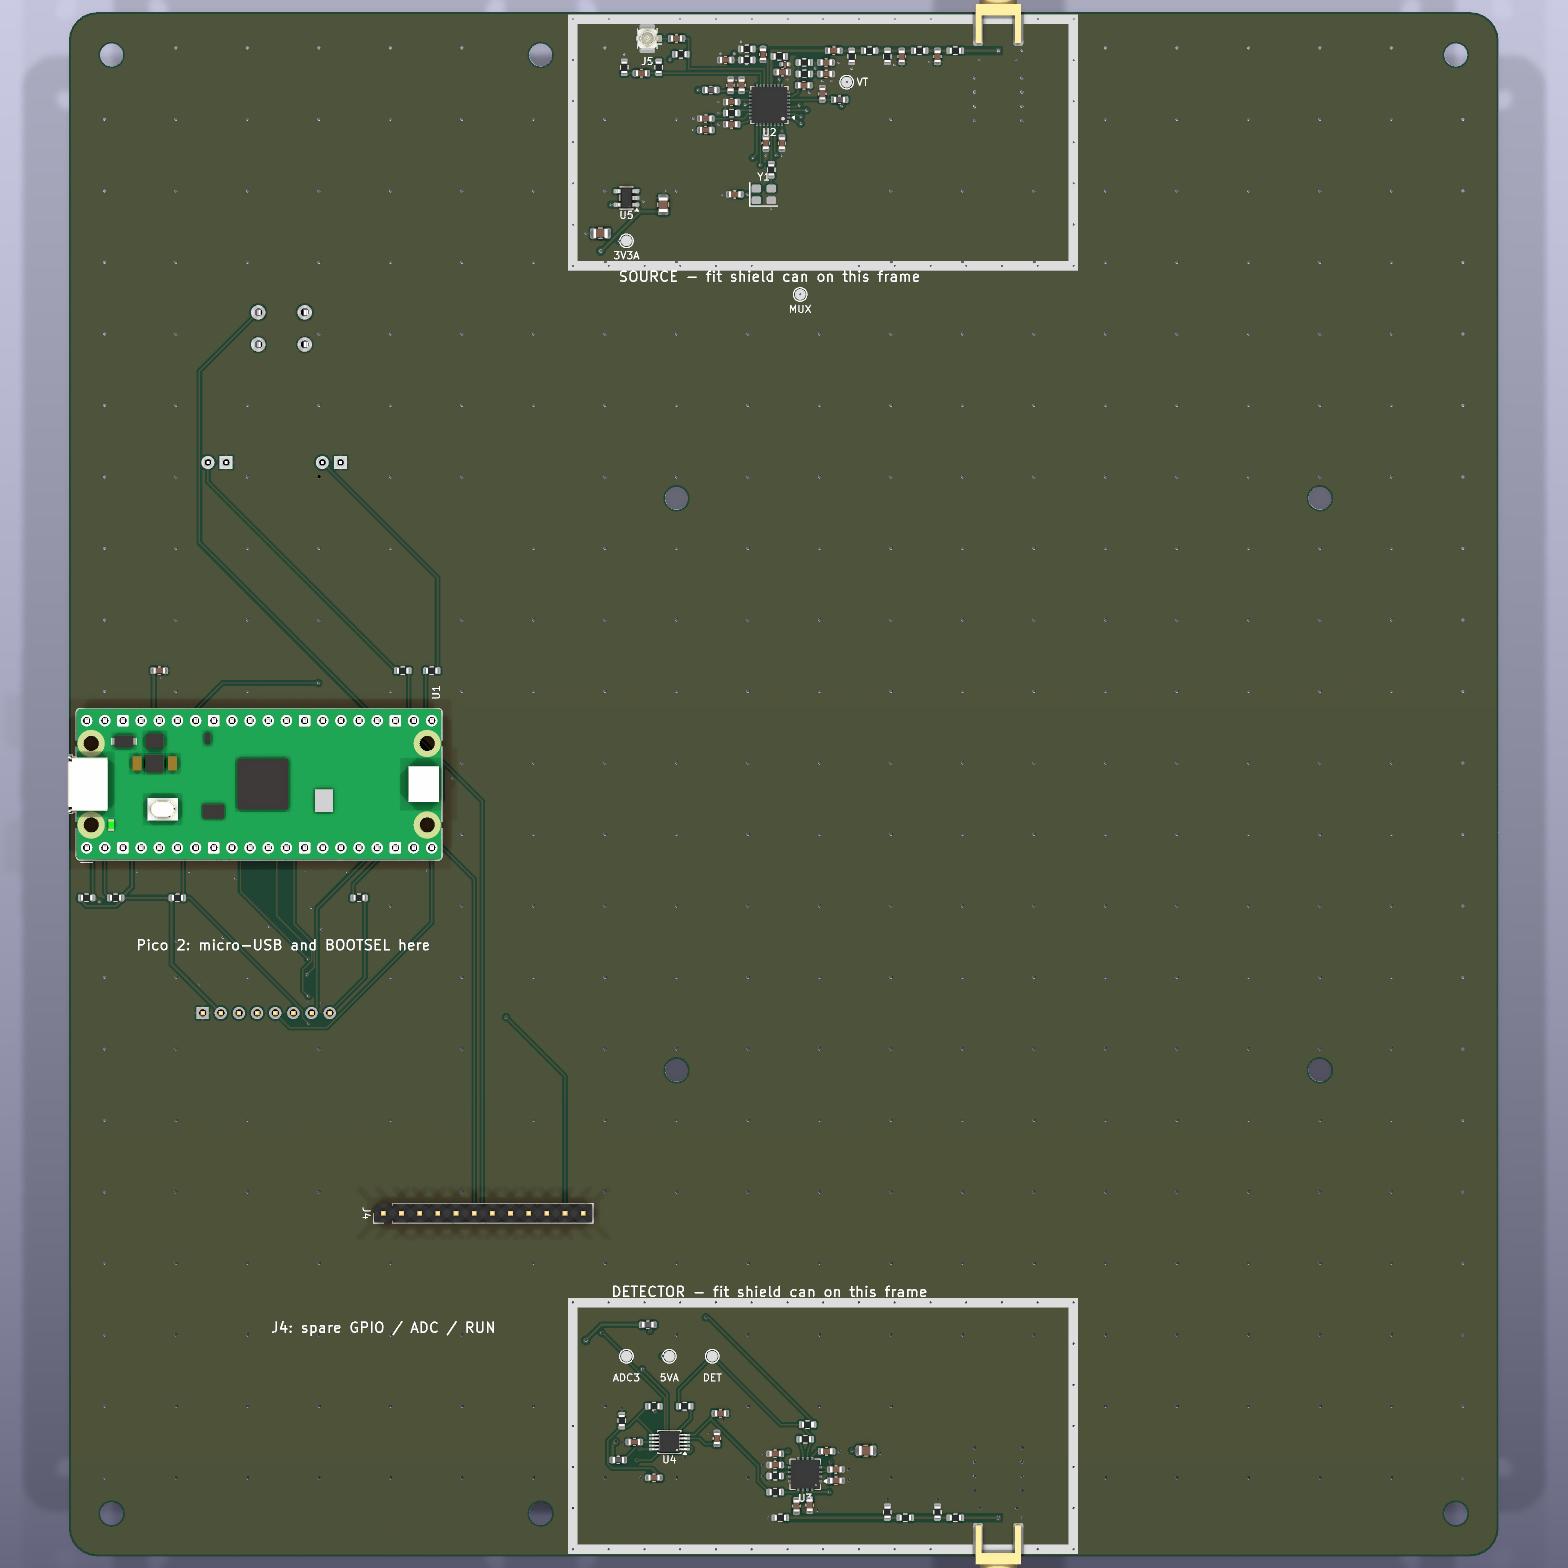 J5
VT
U2
Y1
U5
3V3A
SOURCE – fit shield can on this frame
MUX
U1
Pico 2: micro-USB and BOOTSEL here
J4
DETECTOR – fit shield can on this frame
J4: spare GPIO / ADC / RUN
ADC3 5VA DET
U4
U3